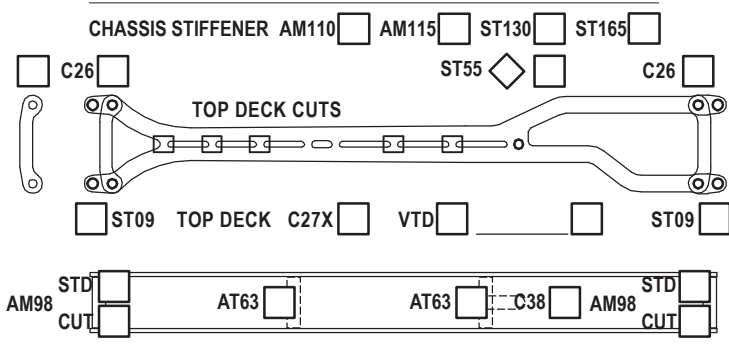 CHASSIS STIFFENER AM110 AM115 ST130 ST165
C26 ST55 C26
TOP DECK CUTS
ST09 TOP DECK C27X VTD ST09
STD STD
AM98 AT63 AT63 C38 AM98
CUT CUT